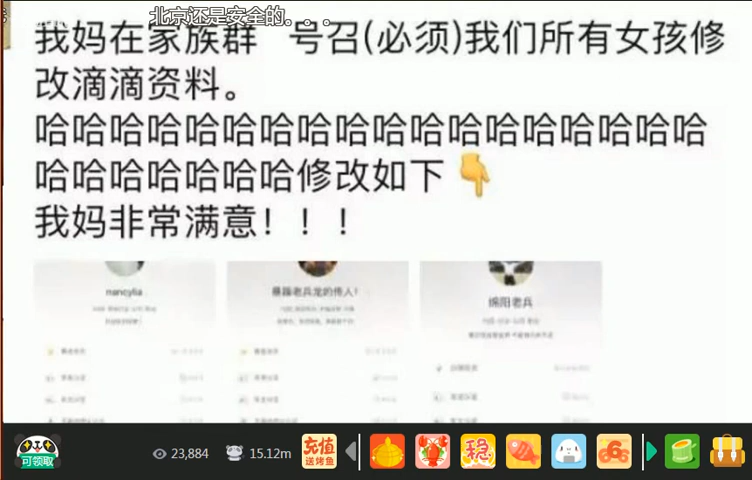 北京还是安全的。。。
我妈在家族群 号召(必须)我们所有女孩修
改滴滴资料。
哈哈哈哈哈哈哈哈哈哈哈哈哈哈哈哈哈哈
哈哈哈哈哈哈哈修改如下👇
我妈非常满意！！！
nancylia
暴躁老兵龙的传人!
绵阳老兵
可领取
23,884
15.12m
充值
送烤鱼
稳
666